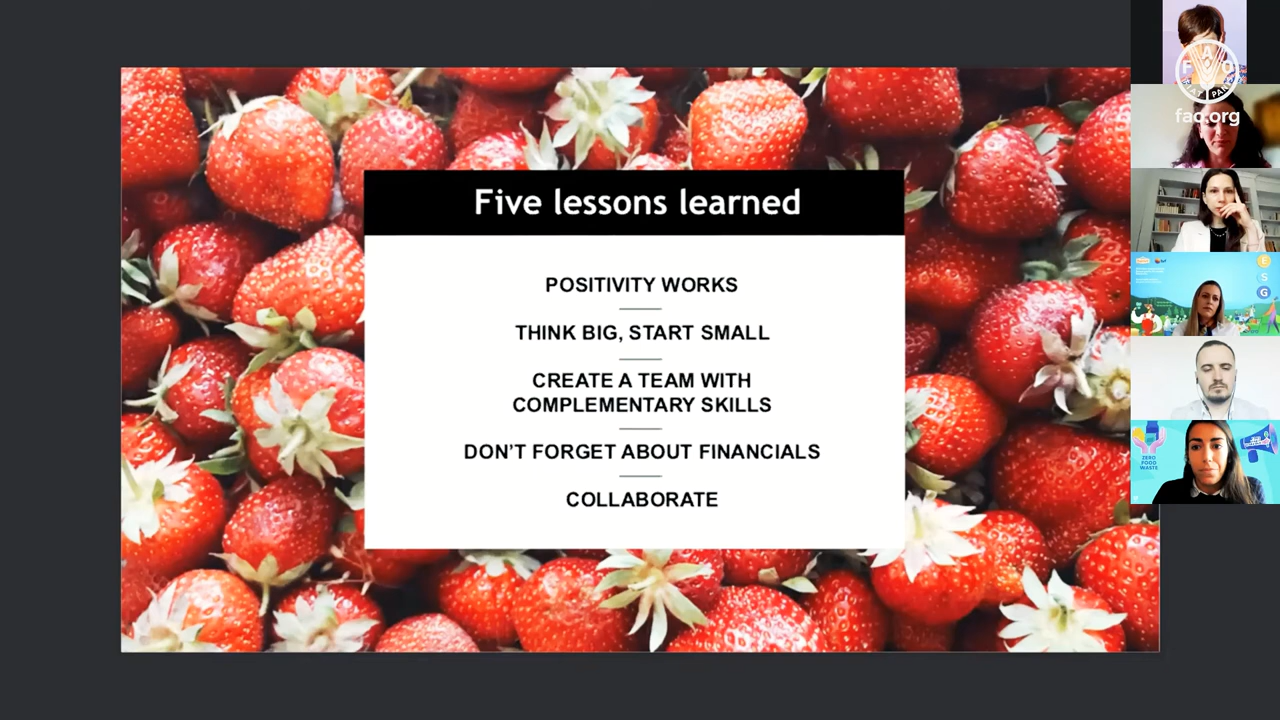 Five lessons learned
POSITIVITY WORKS
THINK BIG, START SMALL
CREATE A TEAM WITH
COMPLEMENTARY SKILLS
DON'T FORGET ABOUT FINANCIALS
COLLABORATE
fao.org
E
S
G
ZERO
FOOD
WASTE